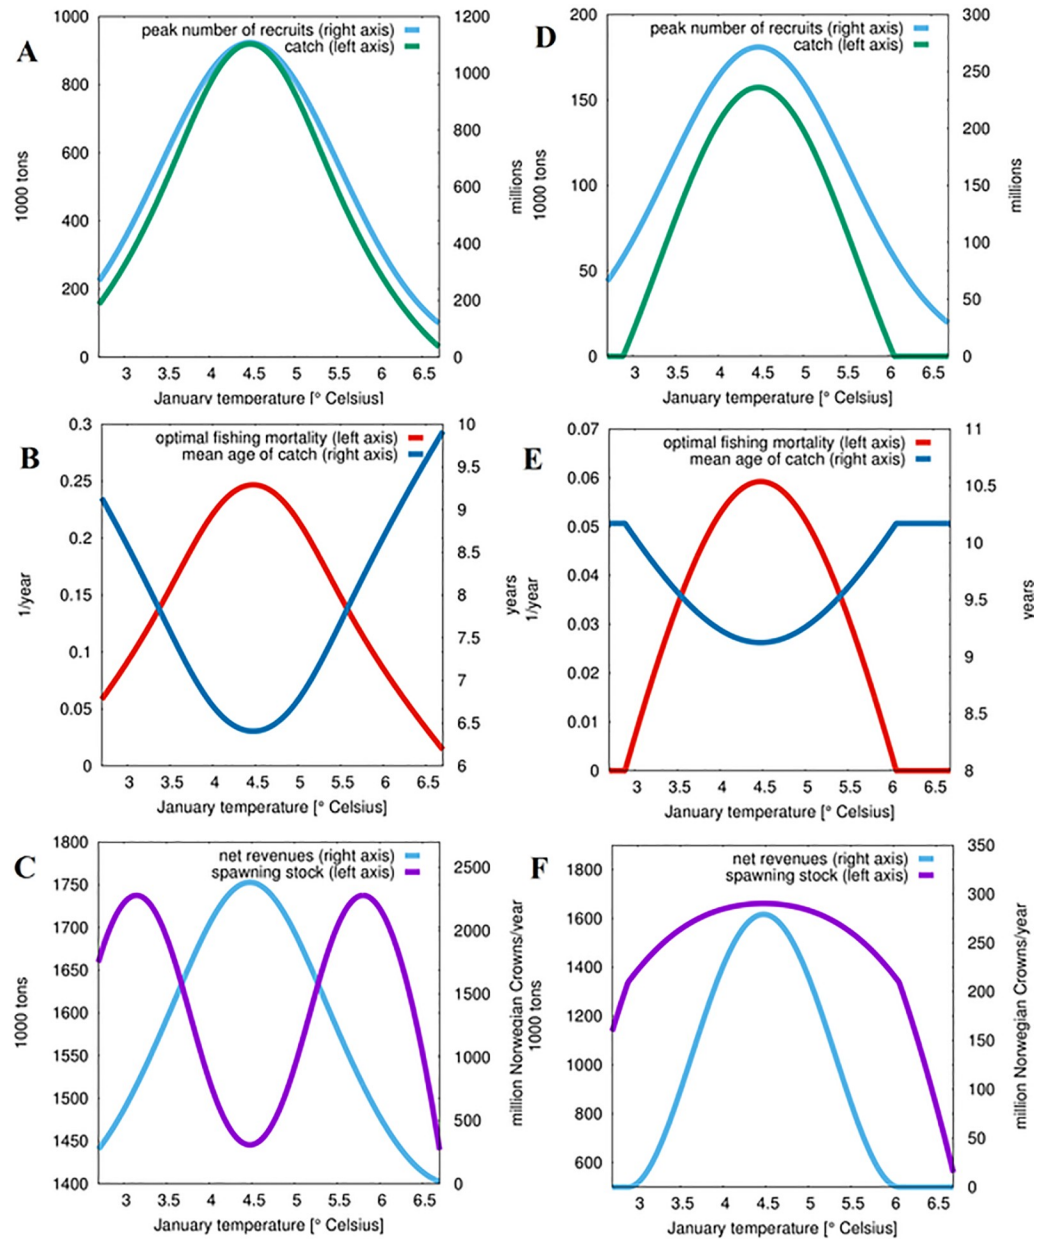 A
peak number of recruits (right axis)
catch (left axis)
1000 tons
1000
800
600
400
200
0
1200
1000
800
600
400
200
0
millions
3 3.5 4 4.5 5 5.5 6 6.5
January temperature [° Celsius]
D
peak number of recruits (right axis)
catch (left axis)
1000 tons
200
150
100
50
0
300
250
200
150
100
50
0
millions
3 3.5 4 4.5 5 5.5 6 6.5
January temperature [° Celsius]
B
optimal fishing mortality (left axis)
mean age of catch (right axis)
1/year
0.3
0.25
0.2
0.15
0.1
0.05
0
10
9.5
9
8.5
8
7.5
7
6.5
6
years
3 3.5 4 4.5 5 5.5 6 6.5
January temperature [° Celsius]
E
optimal fishing mortality (left axis)
mean age of catch (right axis)
1/year
0.07
0.06
0.05
0.04
0.03
0.02
0.01
0
11
10.5
10
9.5
9
8.5
8
years
3 3.5 4 4.5 5 5.5 6 6.5
January temperature [° Celsius]
C
net revenues (right axis)
spawning stock (left axis)
1000 tons
1800
1750
1700
1650
1600
1550
1500
1450
1400
2500
2000
1500
1000
500
0
million Norwegian Crowns/year
3 3.5 4 4.5 5 5.5 6 6.5
January temperature [° Celsius]
F
net revenues (right axis)
spawning stock (left axis)
1000 tons
1800
1600
1400
1200
1000
800
600
350
300
250
200
150
100
50
0
million Norwegian Crowns/year
3 3.5 4 4.5 5 5.5 6 6.5
January temperature [° Celsius]